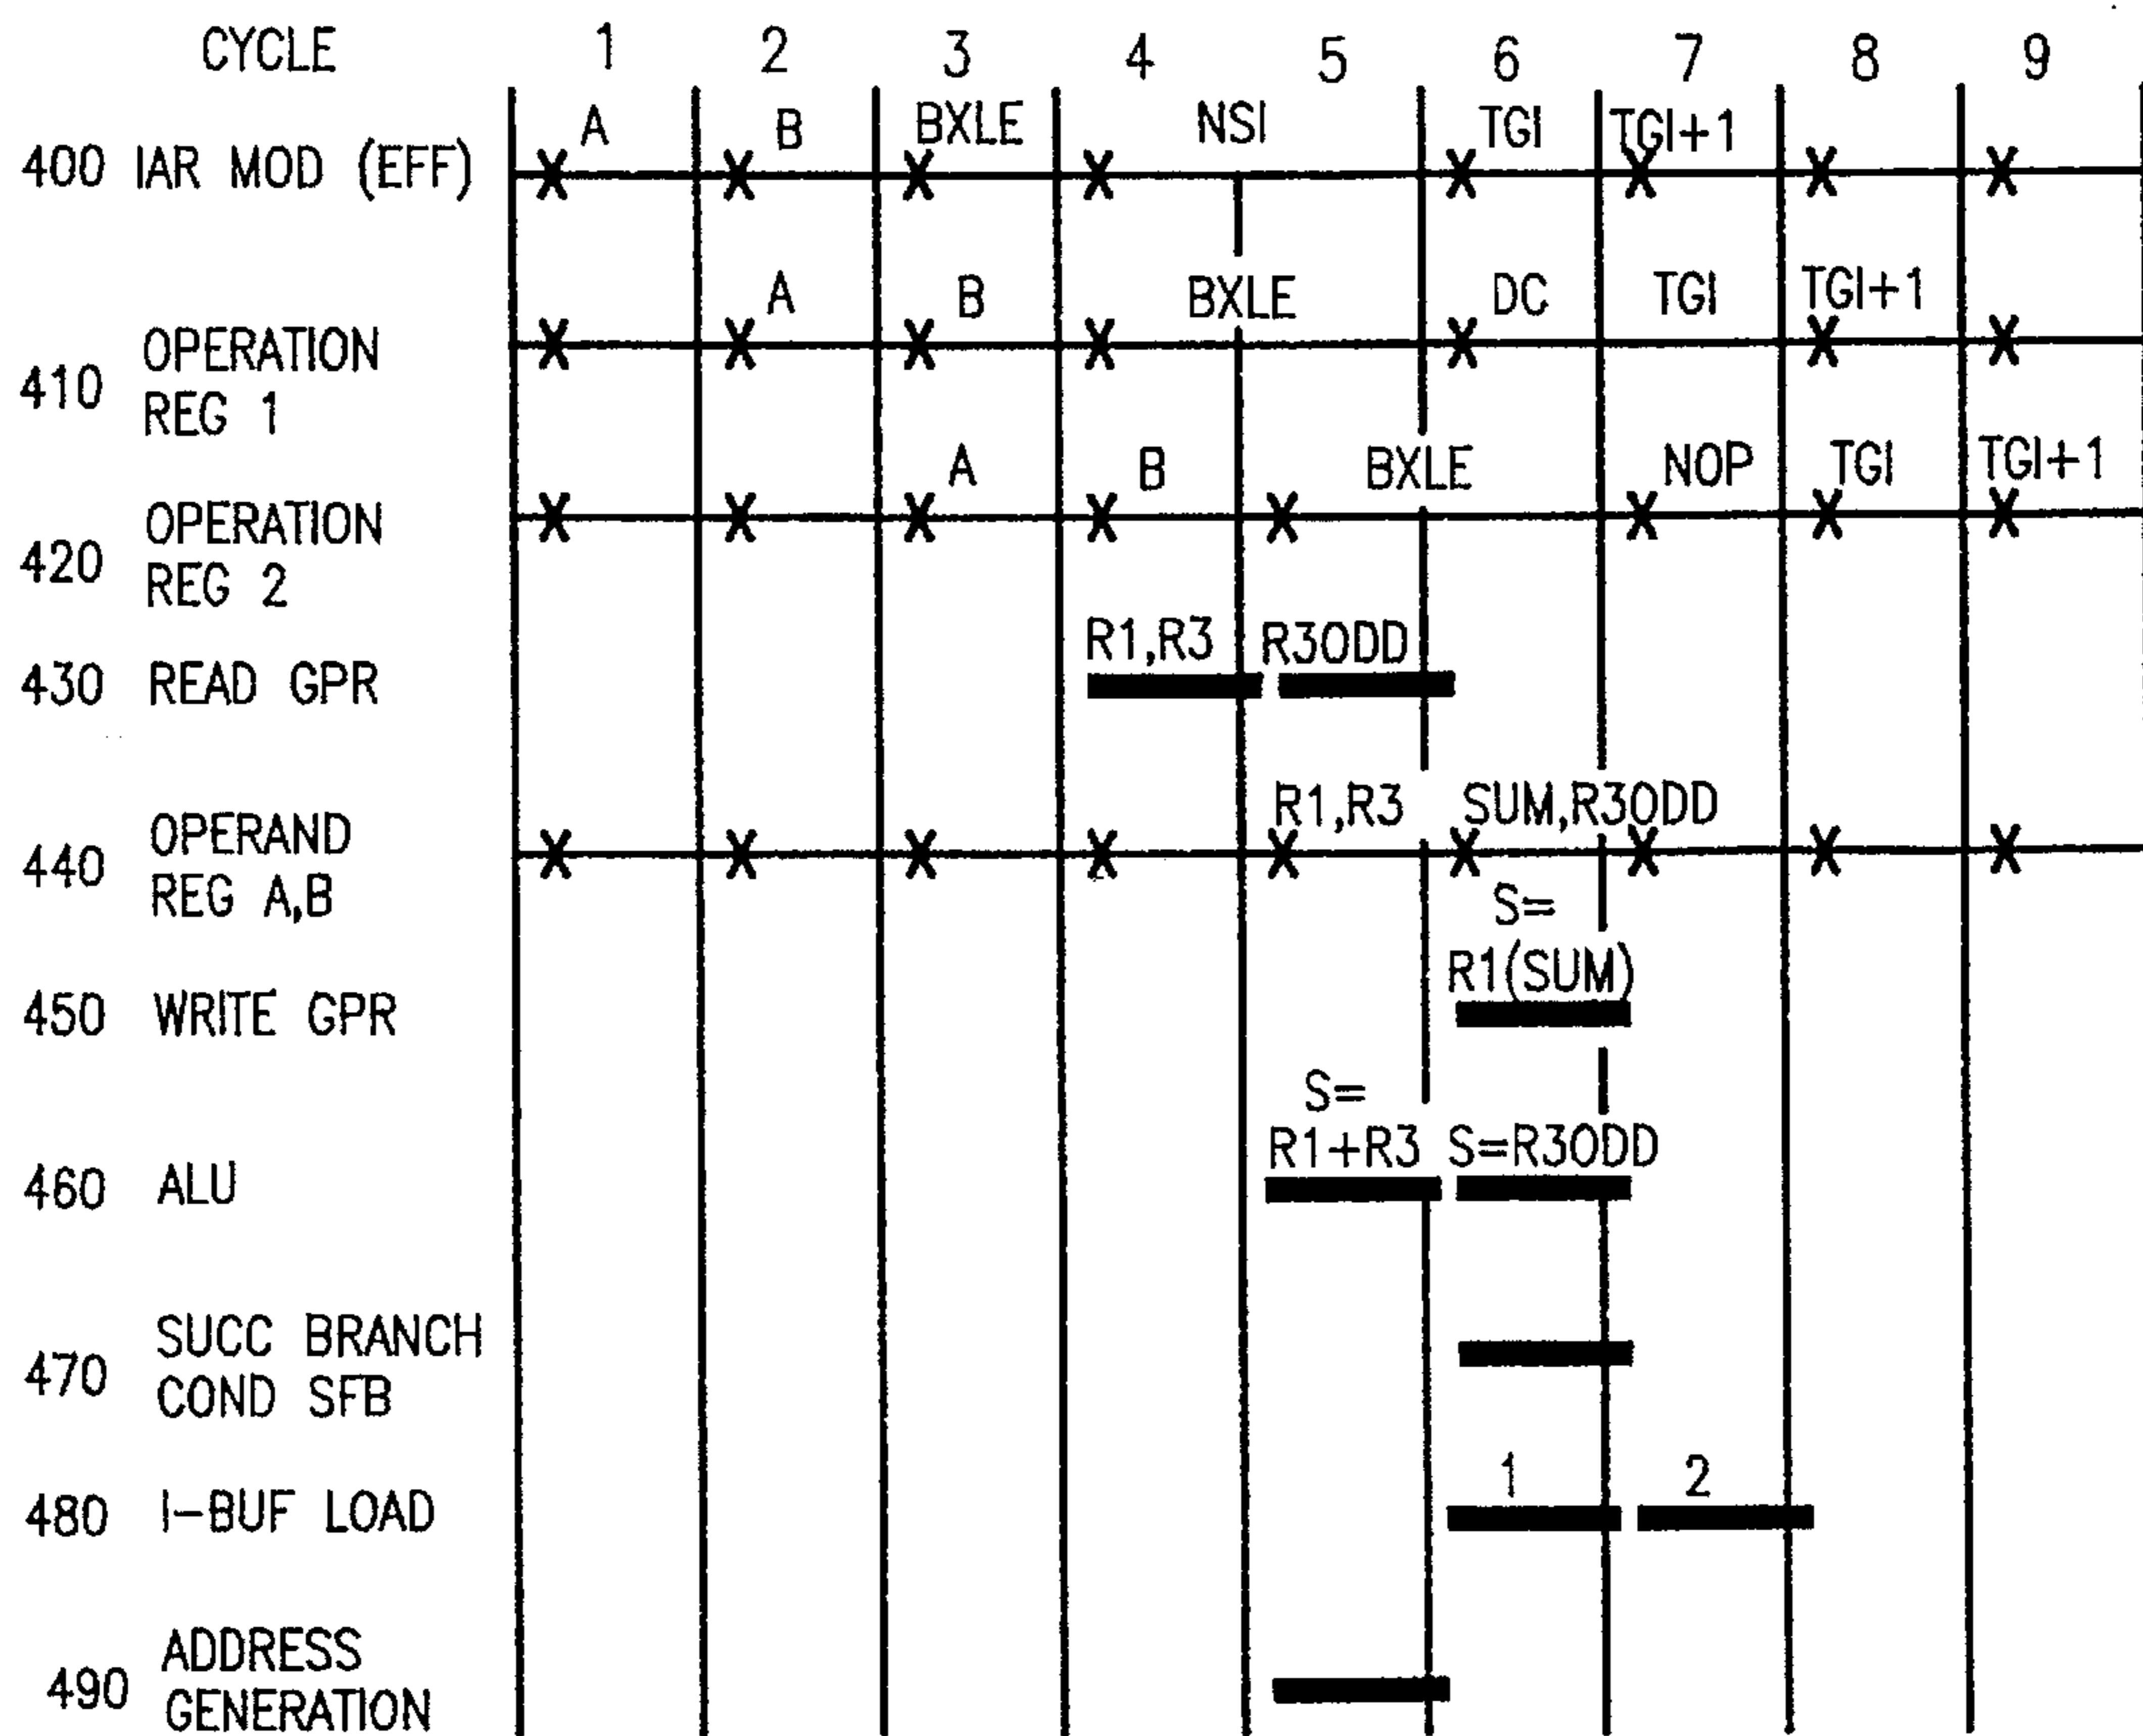 CYCLE 1 2 3 4 5 6 7 8 9
A B BXLE NSI TGI TGI+1
400 IAR MOD (EFF)
A B BXLE DC TGI TGI+1
410 OPERATION REG 1
A B BXLE NOP TGI TGI+1
420 OPERATION REG 2
R1,R3 R3ODD
430 READ GPR
R1,R3 SUM,R3ODD
440 OPERAND REG A,B
S=
R1(SUM)
450 WRITE GPR
S=
R1+R3 S=R3ODD
460 ALU
470 SUCC BRANCH COND SFB
1 2
480 I-BUF LOAD
490 ADDRESS GENERATION